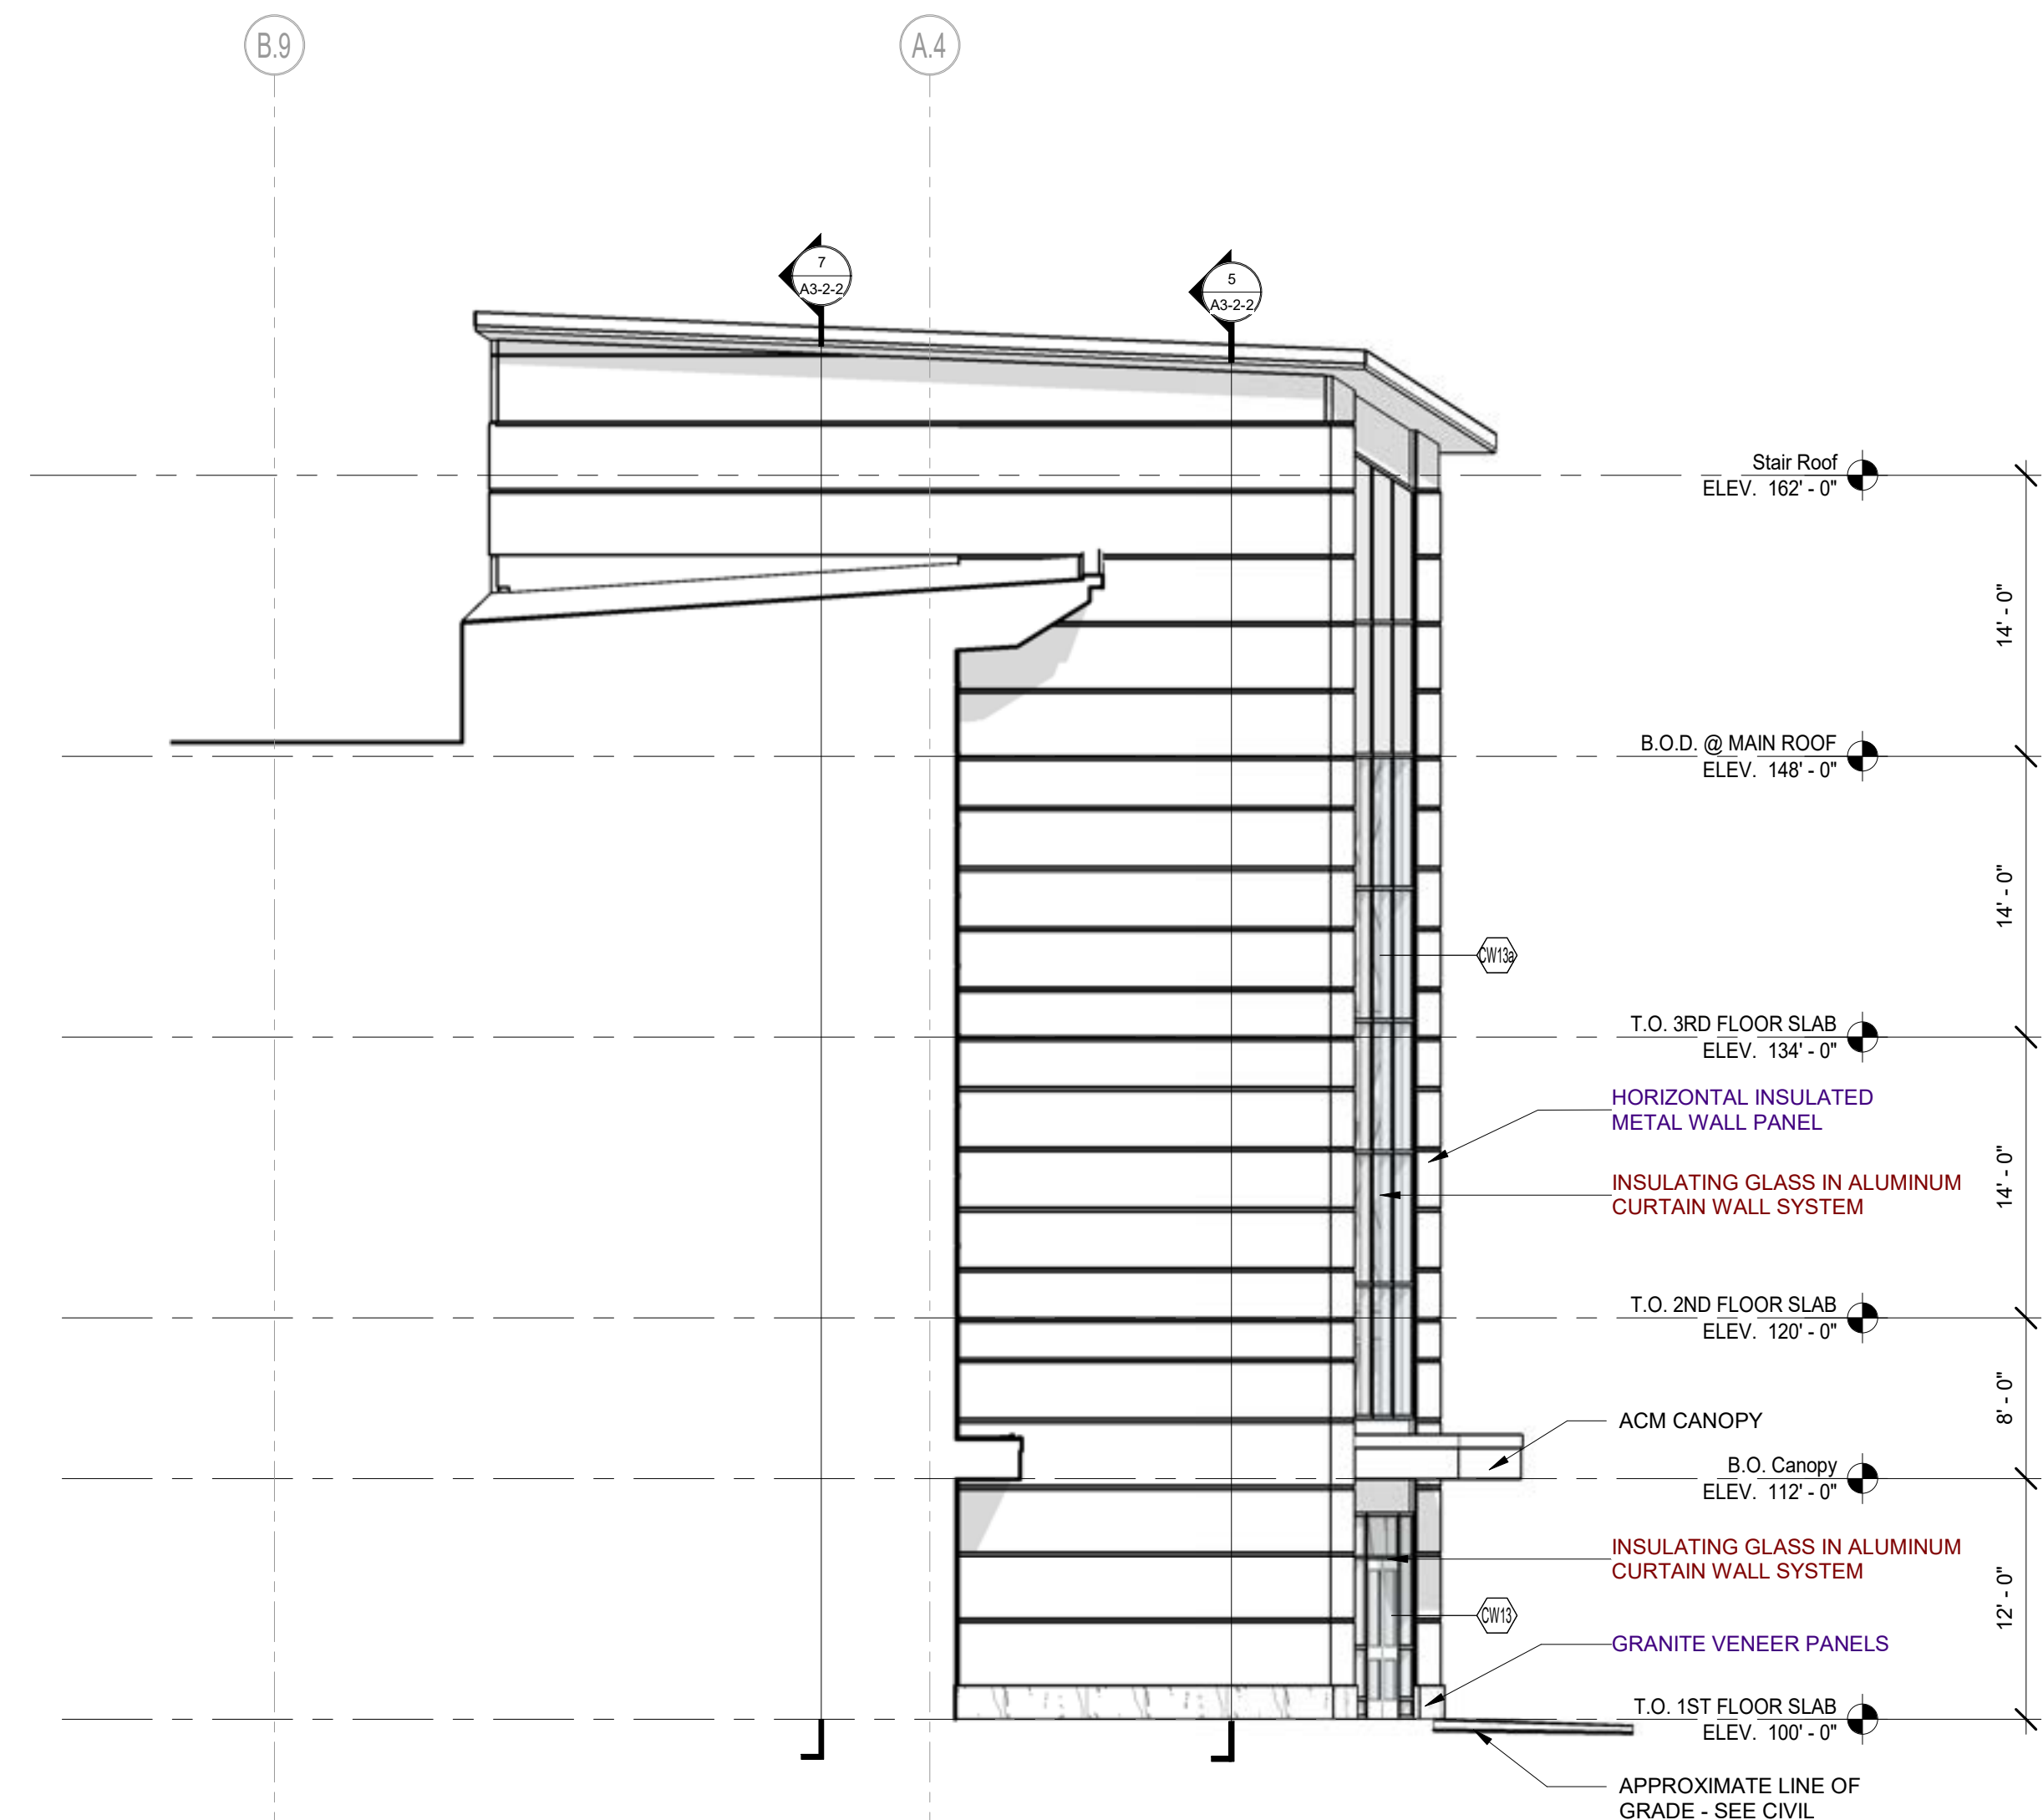 B.9
A.4
7
A3-2-2
5
A3-2-2
Stair Roof
ELEV. 162' - 0"
14' - 0"
B.O.D. @ MAIN ROOF
ELEV. 148' - 0"
14' - 0"
CW13a
T.O. 3RD FLOOR SLAB
ELEV. 134' - 0"
HORIZONTAL INSULATED
METAL WALL PANEL
14' - 0"
INSULATING GLASS IN ALUMINUM
CURTAIN WALL SYSTEM
T.O. 2ND FLOOR SLAB
ELEV. 120' - 0"
8' - 0"
ACM CANOPY
B.O. Canopy
ELEV. 112' - 0"
INSULATING GLASS IN ALUMINUM
CURTAIN WALL SYSTEM
12' - 0"
CW13
GRANITE VENEER PANELS
T.O. 1ST FLOOR SLAB
ELEV. 100' - 0"
APPROXIMATE LINE OF
GRADE - SEE CIVIL